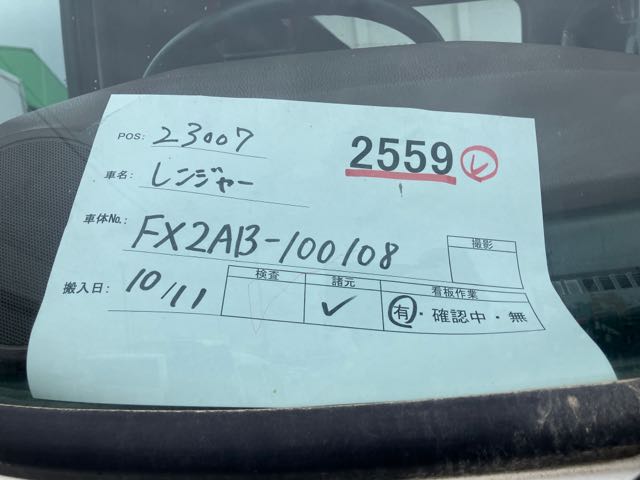 POS: 23007
2559 レ
車名: レンジャー
車体No.: FX2AB-100108
撮影
搬入日: 10/11
検査 諸元 看板作業
✓ 有・確認中・無